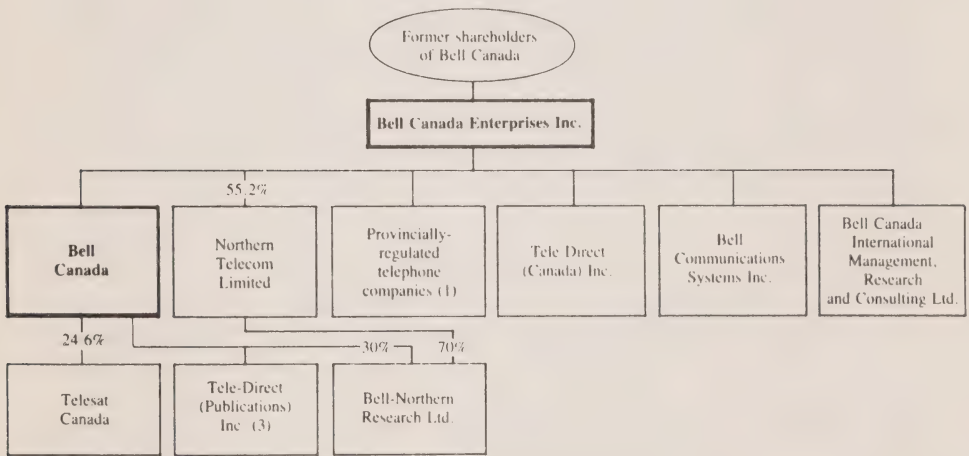 Former shareholders
of Bell Canada
Bell Canada Enterprises Inc.
55.2%
Bell
Canada
Northern
Telecom
Limited
Provincially-
regulated
telephone
companies (1)
Tele Direct
(Canada) Inc.
Bell
Communications
Systems Inc.
Bell Canada
International
Management,
Research
and Consulting Ltd.
24.6%
30%
70%
Telesat
Canada
Tele-Direct
(Publications)
Inc. (3)
Bell-Northern
Research Ltd.